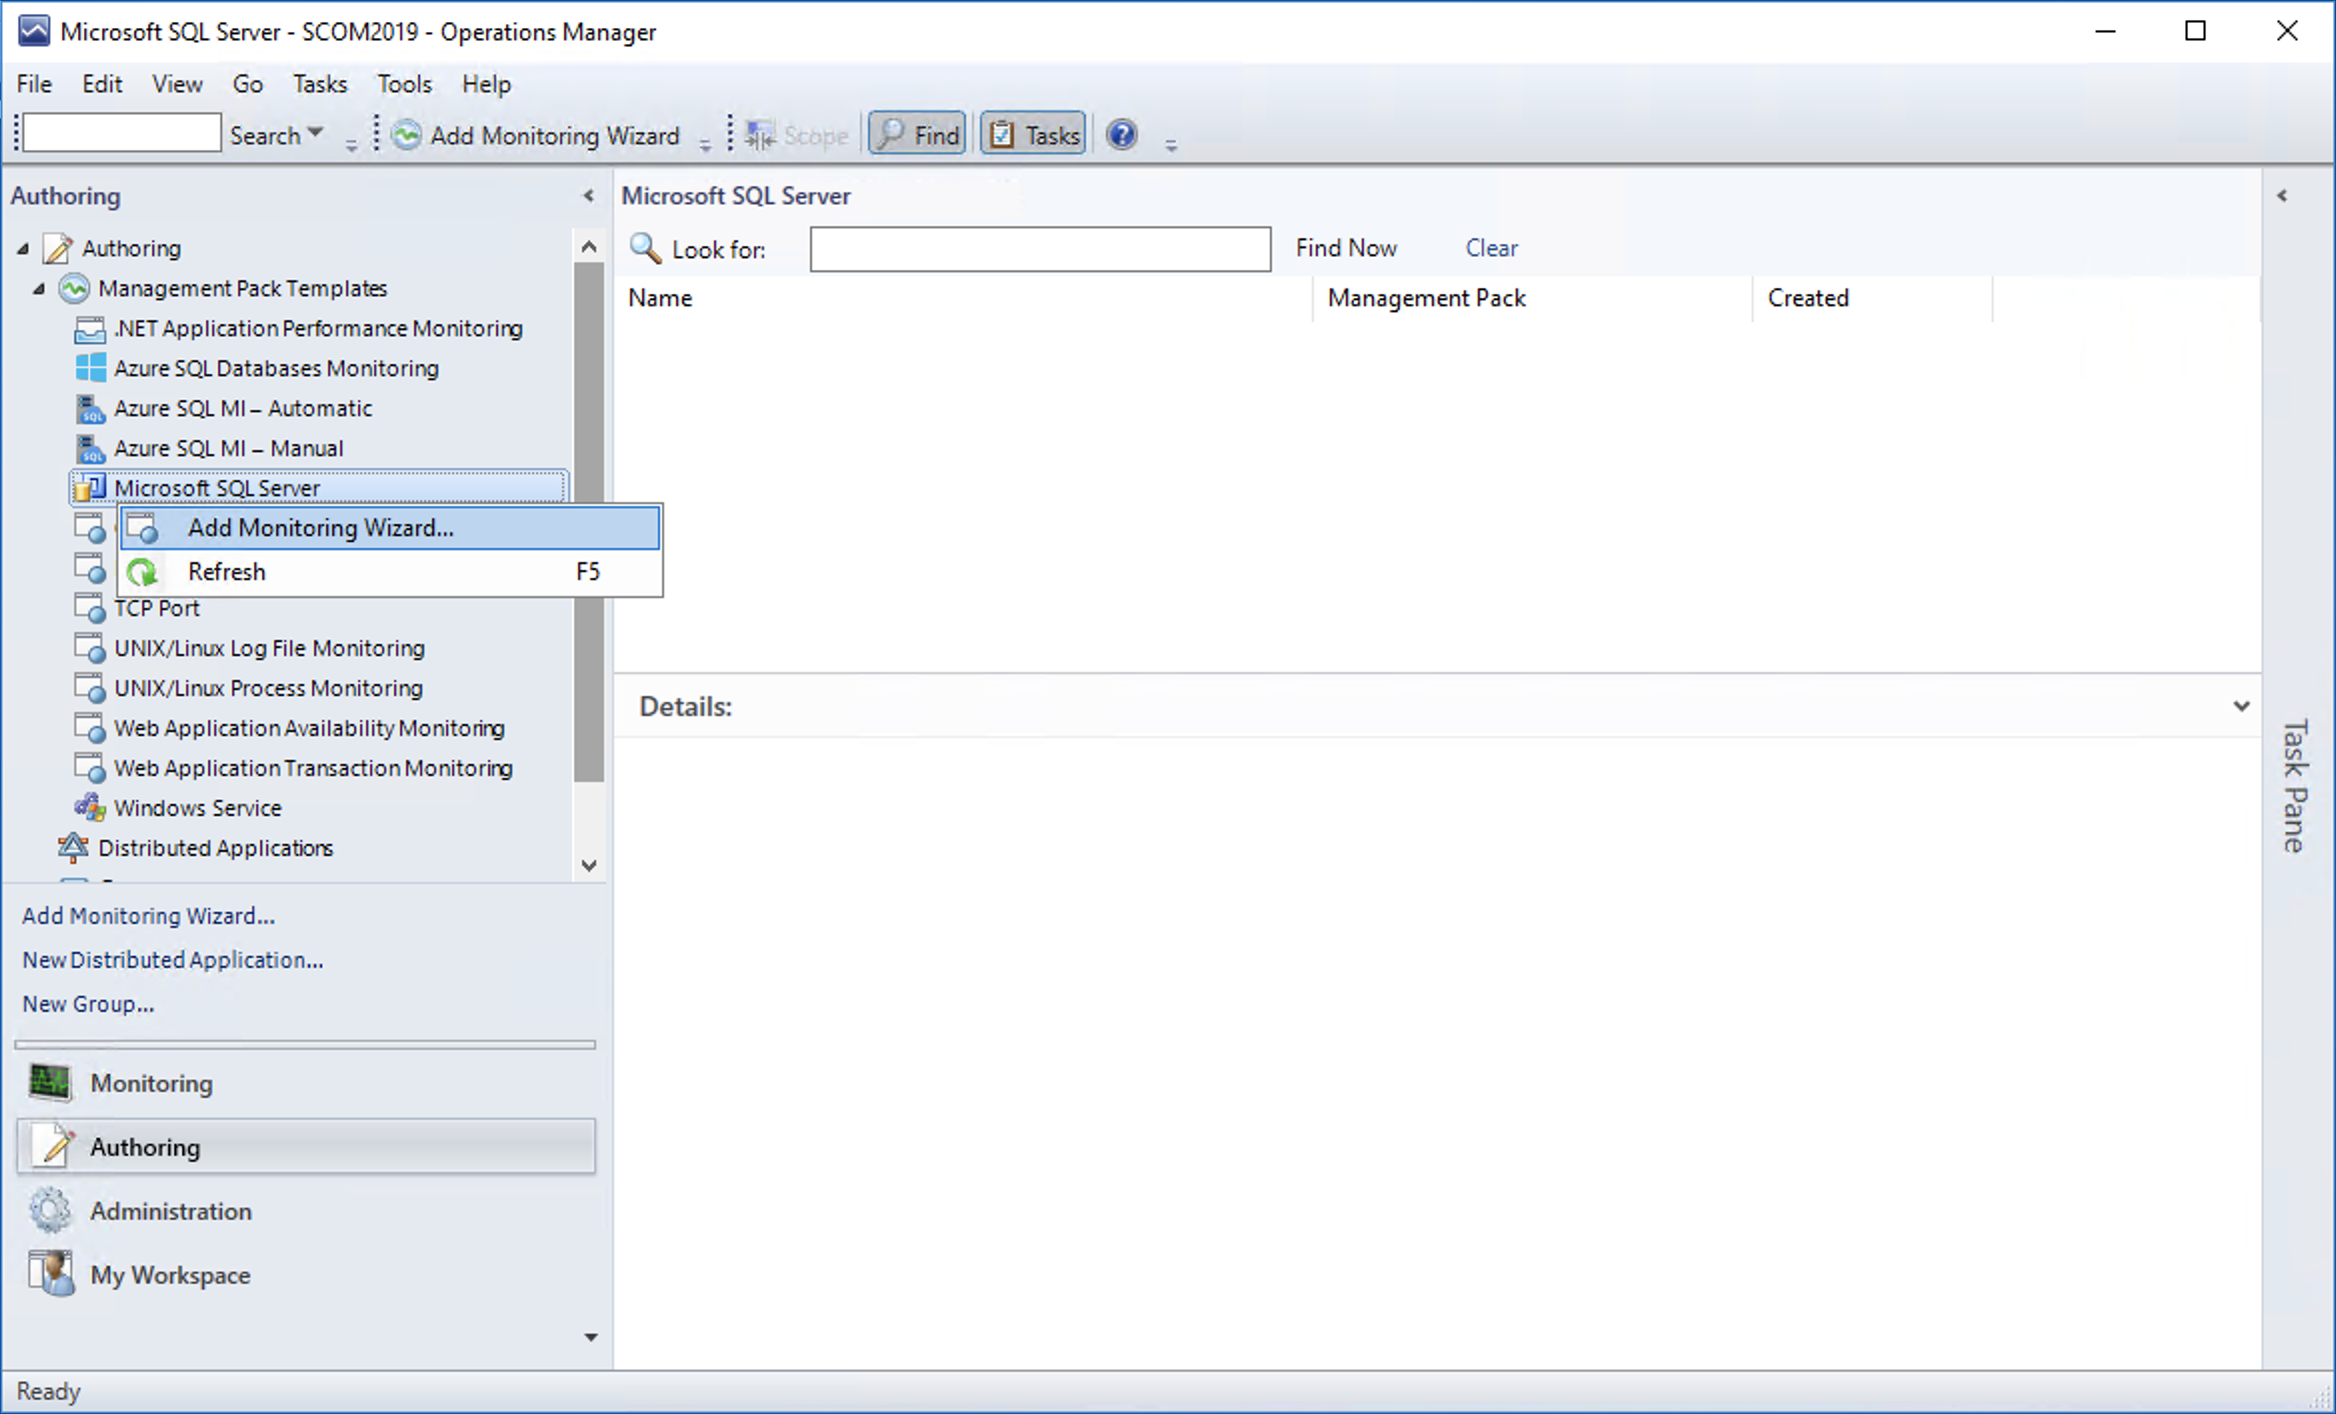 Microsoft SQL Server - SCOM2019 - Operations Manager
File Edit View Go Tasks Tools Help
Search Add Monitoring Wizard Scope Find Tasks ?
Authoring
Authoring
Management Pack Templates
.NET Application Performance Monitoring
Azure SQL Databases Monitoring
Azure SQL MI – Automatic
Azure SQL MI – Manual
Microsoft SQL Server
Add Monitoring Wizard...
Refresh F5
TCP Port
UNIX/Linux Log File Monitoring
UNIX/Linux Process Monitoring
Web Application Availability Monitoring
Web Application Transaction Monitoring
Windows Service
Distributed Applications
Add Monitoring Wizard...
New Distributed Application...
New Group...
Monitoring
Authoring
Administration
My Workspace
Microsoft SQL Server
Look for: Find Now Clear
Name Management Pack Created
Details:
Task Pane
Ready